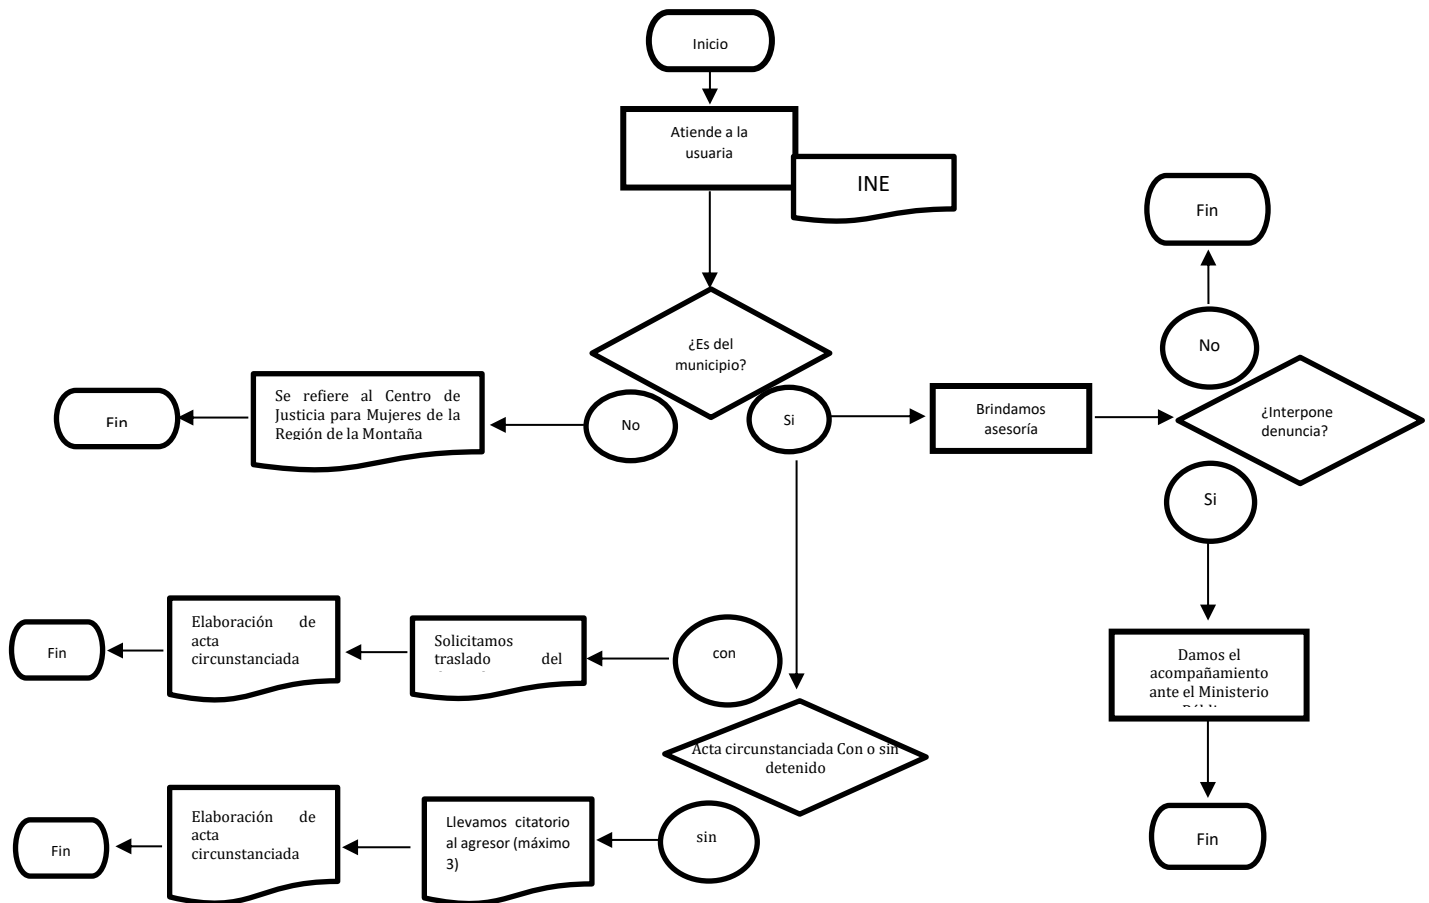 Inicio
Atiende a la
usuaria
INE
Fin
¿Es del
municipio?
No
Se refiere al Centro de
Justicia para Mujeres de la
Región de la Montaña
Fin
No
Si
Brindamos
asesoría
¿Interpone
denuncia?
Si
Elaboración de
acta
circunstanciada
Solicitamos
traslado del
con
Fin
Damos el
acompañamiento
ante el Ministerio
Acta circunstanciada Con o sin
detenido
Elaboración de
acta
circunstanciada
Llevamos citatorio
al agresor (máximo
3)
sin
Fin
Fin